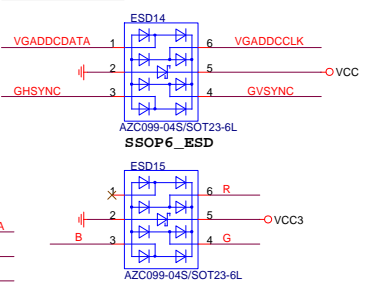 ESD14
VGADDCDATA 1 6 VGADDCCLK
2 5 VCC
GHSYNC 3 4 GVSYNC
AZC099-04S/SOT23-6L
SSOP6_ESD
ESD15
1 6 R
2 5 VCC3
A
B 3 4 G
AZC099-04S/SOT23-6L